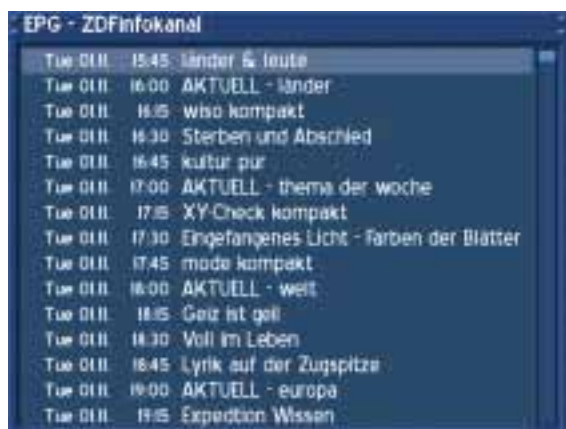 EPG - ZDFinfokanal
Tue 01.11. 15:45 länder & leute
Tue 01.11. 16:00 AKTUELL - länder
Tue 01.11. 16:15 wiso kompakt
Tue 01.11. 16:30 Sterben und Abschied
Tue 01.11. 16:45 kultur pur
Tue 01.11. 17:00 AKTUELL - thema der woche
Tue 01.11. 17:15 XY-Check kompakt
Tue 01.11. 17:30 Eingefangenes Licht - Farben der Blätter
Tue 01.11. 17:45 mode kompakt
Tue 01.11. 18:00 AKTUELL - welt
Tue 01.11. 18:15 Geiz ist geil
Tue 01.11. 18:30 Voll im Leben
Tue 01.11. 18:45 Lyrik auf der Zugspitze
Tue 01.11. 19:00 AKTUELL - europa
Tue 01.11. 19:15 Expedition Wissen